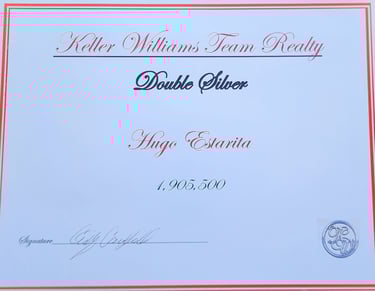 Keller Williams Team Realty
Double Silver
Hugo Estarita
1,905,500
Signature